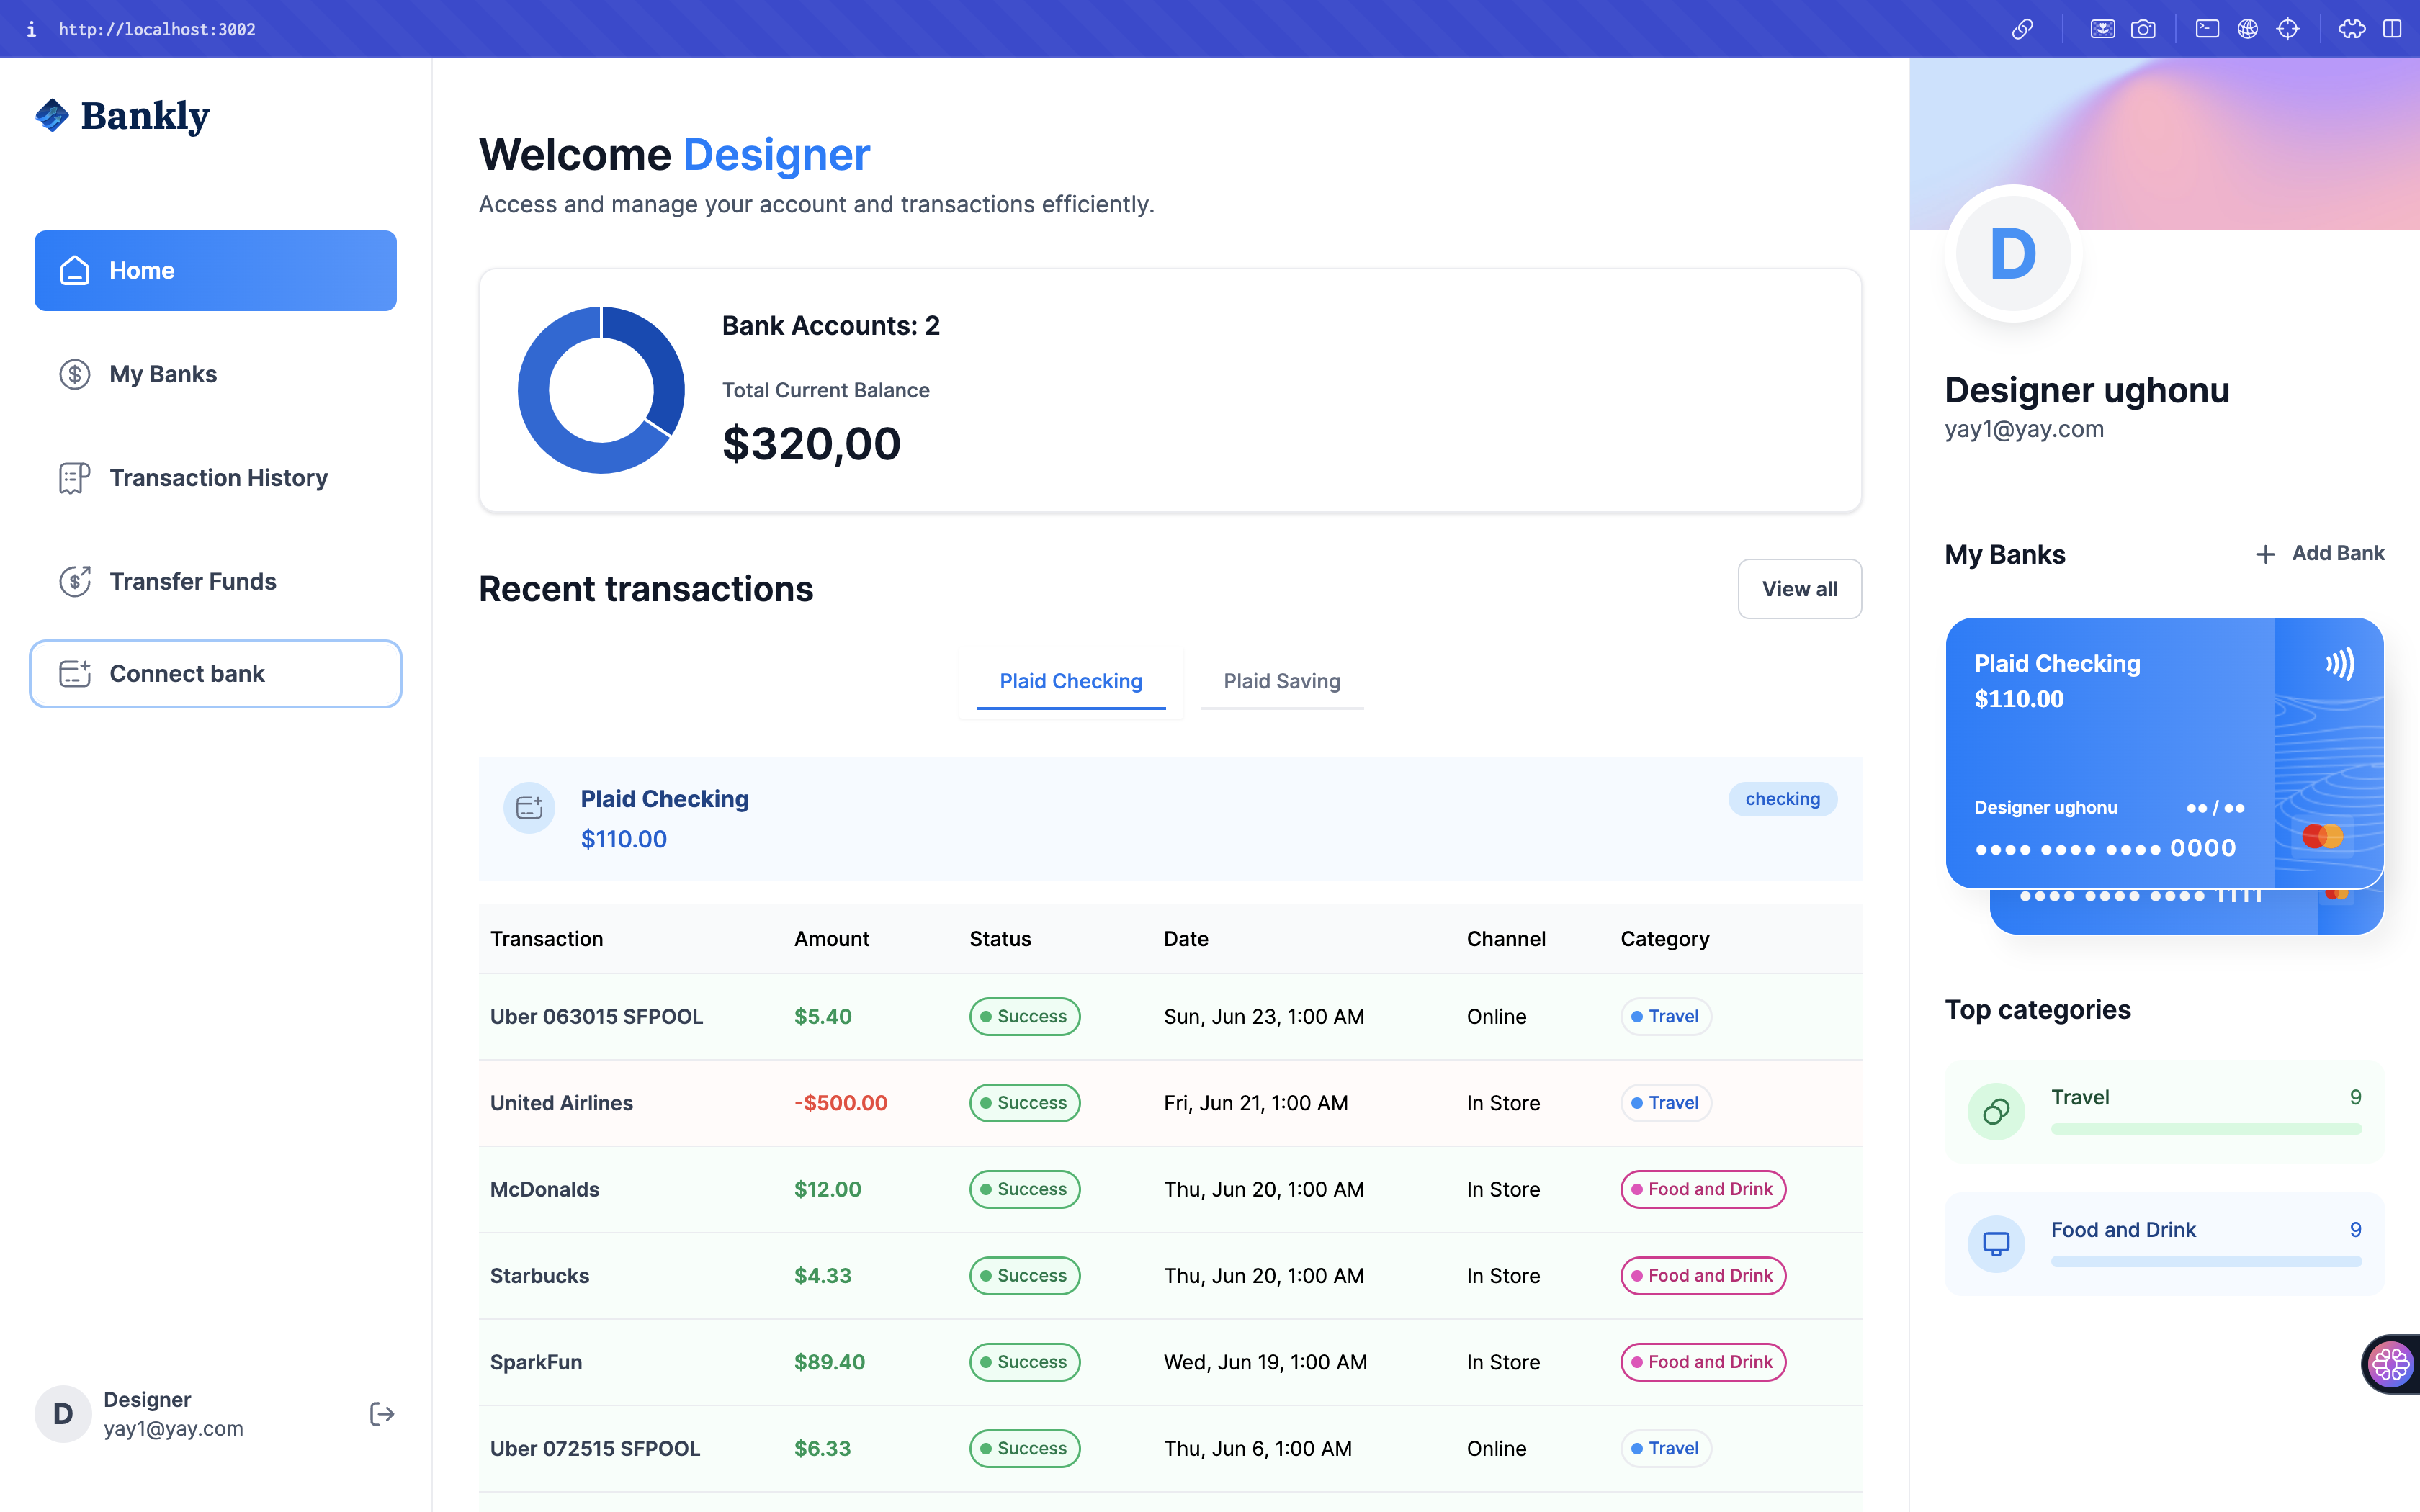 i http://localhost:3002
Bankly
Home
My Banks
Transaction History
Transfer Funds
Connect bank
D
Designer
yay1@yay.com
Welcome Designer
Access and manage your account and transactions efficiently.
Bank Accounts: 2
Total Current Balance
$320,00
Recent transactions
View all
Plaid Checking Plaid Saving
Plaid Checking
$110.00
checking
Transaction Amount Status Date Channel Category
Uber 063015 SFPOOL $5.40 Success Sun, Jun 23, 1:00 AM Online Travel
United Airlines -$500.00 Success Fri, Jun 21, 1:00 AM In Store Travel
McDonalds $12.00 Success Thu, Jun 20, 1:00 AM In Store Food and Drink
Starbucks $4.33 Success Thu, Jun 20, 1:00 AM In Store Food and Drink
SparkFun $89.40 Success Wed, Jun 19, 1:00 AM In Store Food and Drink
Uber 072515 SFPOOL $6.33 Success Thu, Jun 6, 1:00 AM Online Travel
D
Designer ughonu
yay1@yay.com
My Banks
+ Add Bank
Plaid Checking
$110.00
Designer ughonu ●● / ●●
●●●● ●●●● ●●●● 0000
Top categories
Travel 9
Food and Drink 9